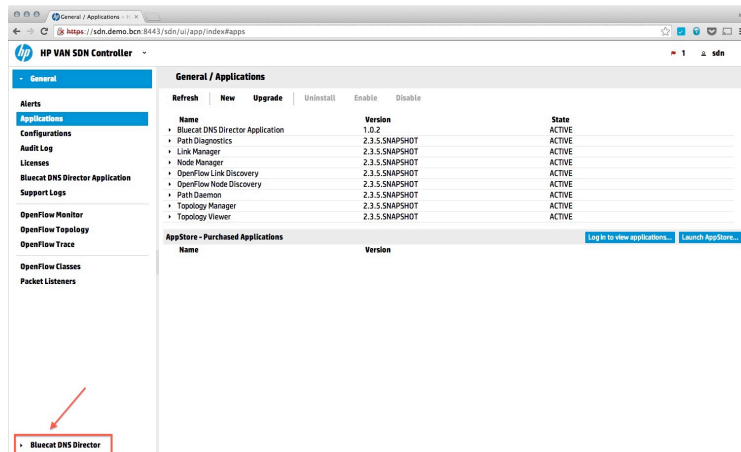 General / Applications - H
https://sdn.demo.bcn:8443/sdn/ui/app/index#apps
hp HP VAN SDN Controller
1 sdn
General
General / Applications
Refresh New Upgrade Uninstall Enable Disable
Alerts
Applications
Configurations
Audit Log
Licenses
Bluecat DNS Director Application
Support Logs
OpenFlow Monitor
OpenFlow Topology
OpenFlow Trace
OpenFlow Classes
Packet Listeners
Name Version State
Bluecat DNS Director Application 1.0.2 ACTIVE
Path Diagnostics 2.3.5.SNAPSHOT ACTIVE
Link Manager 2.3.5.SNAPSHOT ACTIVE
Node Manager 2.3.5.SNAPSHOT ACTIVE
OpenFlow Link Discovery 2.3.5.SNAPSHOT ACTIVE
OpenFlow Node Discovery 2.3.5.SNAPSHOT ACTIVE
Path Daemon 2.3.5.SNAPSHOT ACTIVE
Topology Manager 2.3.5.SNAPSHOT ACTIVE
Topology Viewer 2.3.5.SNAPSHOT ACTIVE
AppStore - Purchased Applications Log in to view applications... Launch AppStore...
Name Version
Bluecat DNS Director